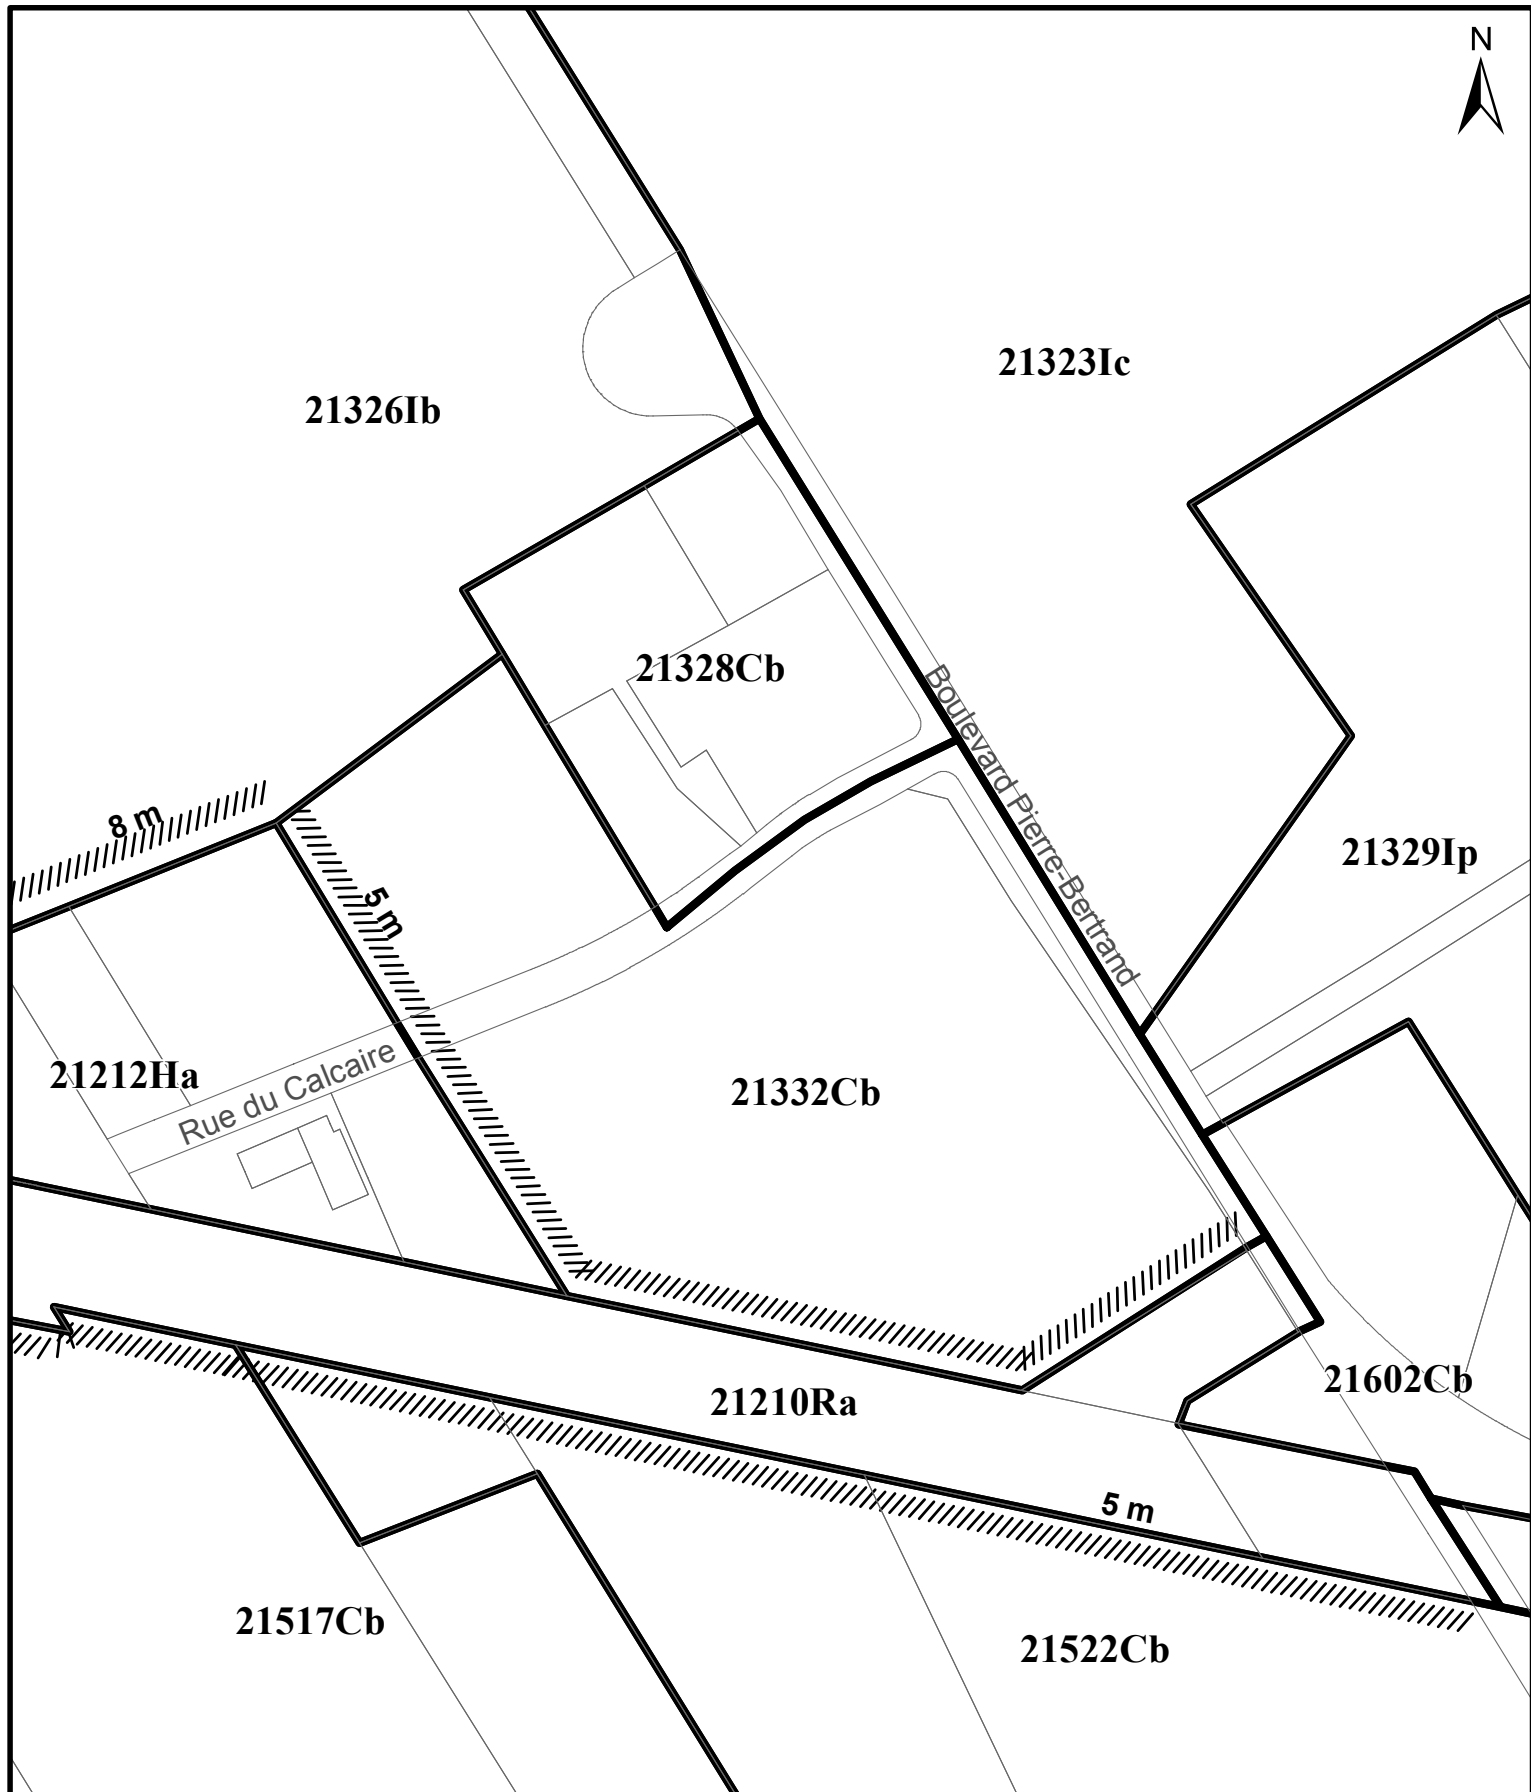 N
21323Ic
21326Ib
21328Cb
Boulevard Pierre-Bertrand
8 m
21329Ip
5 m
21212Ha
Rue du Calcaire
21332Cb
21602Cb
21210Ra
5 m
21517Cb
21522Cb